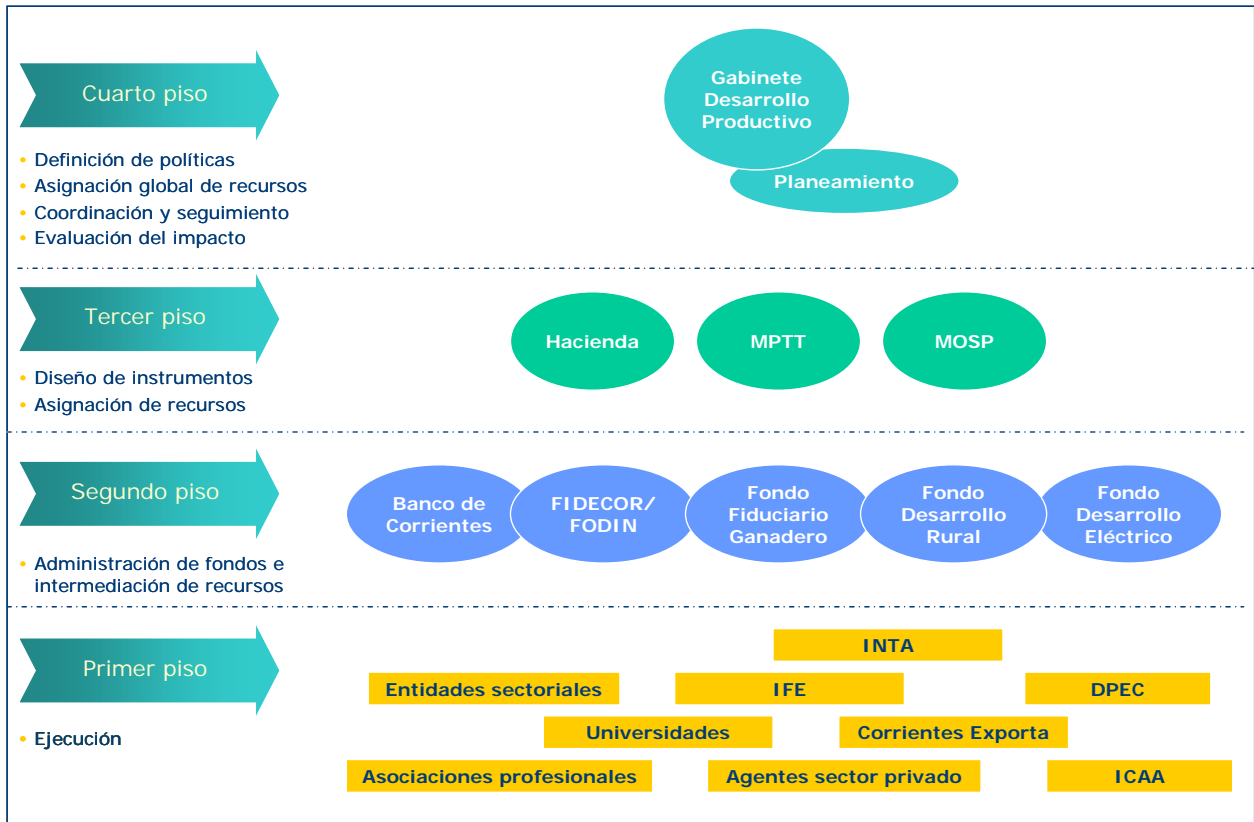 Cuarto piso
• Definición de políticas
• Asignación global de recursos
• Coordinación y seguimiento
• Evaluación del impacto
Gabinete
Desarrollo
Productivo
Planeamiento
Tercer piso
• Diseño de instrumentos
• Asignación de recursos
Hacienda
MPTT
MOSP
Segundo piso
• Administración de fondos e
intermediación de recursos
Banco de
Corrientes
FIDECOR/
FODIN
Fondo
Fiduciario
Ganadero
Fondo
Desarrollo
Rural
Fondo
Desarrollo
Eléctrico
Primer piso
• Ejecución
INTA
Entidades sectoriales
IFE
DPEC
Universidades
Corrientes Exporta
Asociaciones profesionales
Agentes sector privado
ICAA